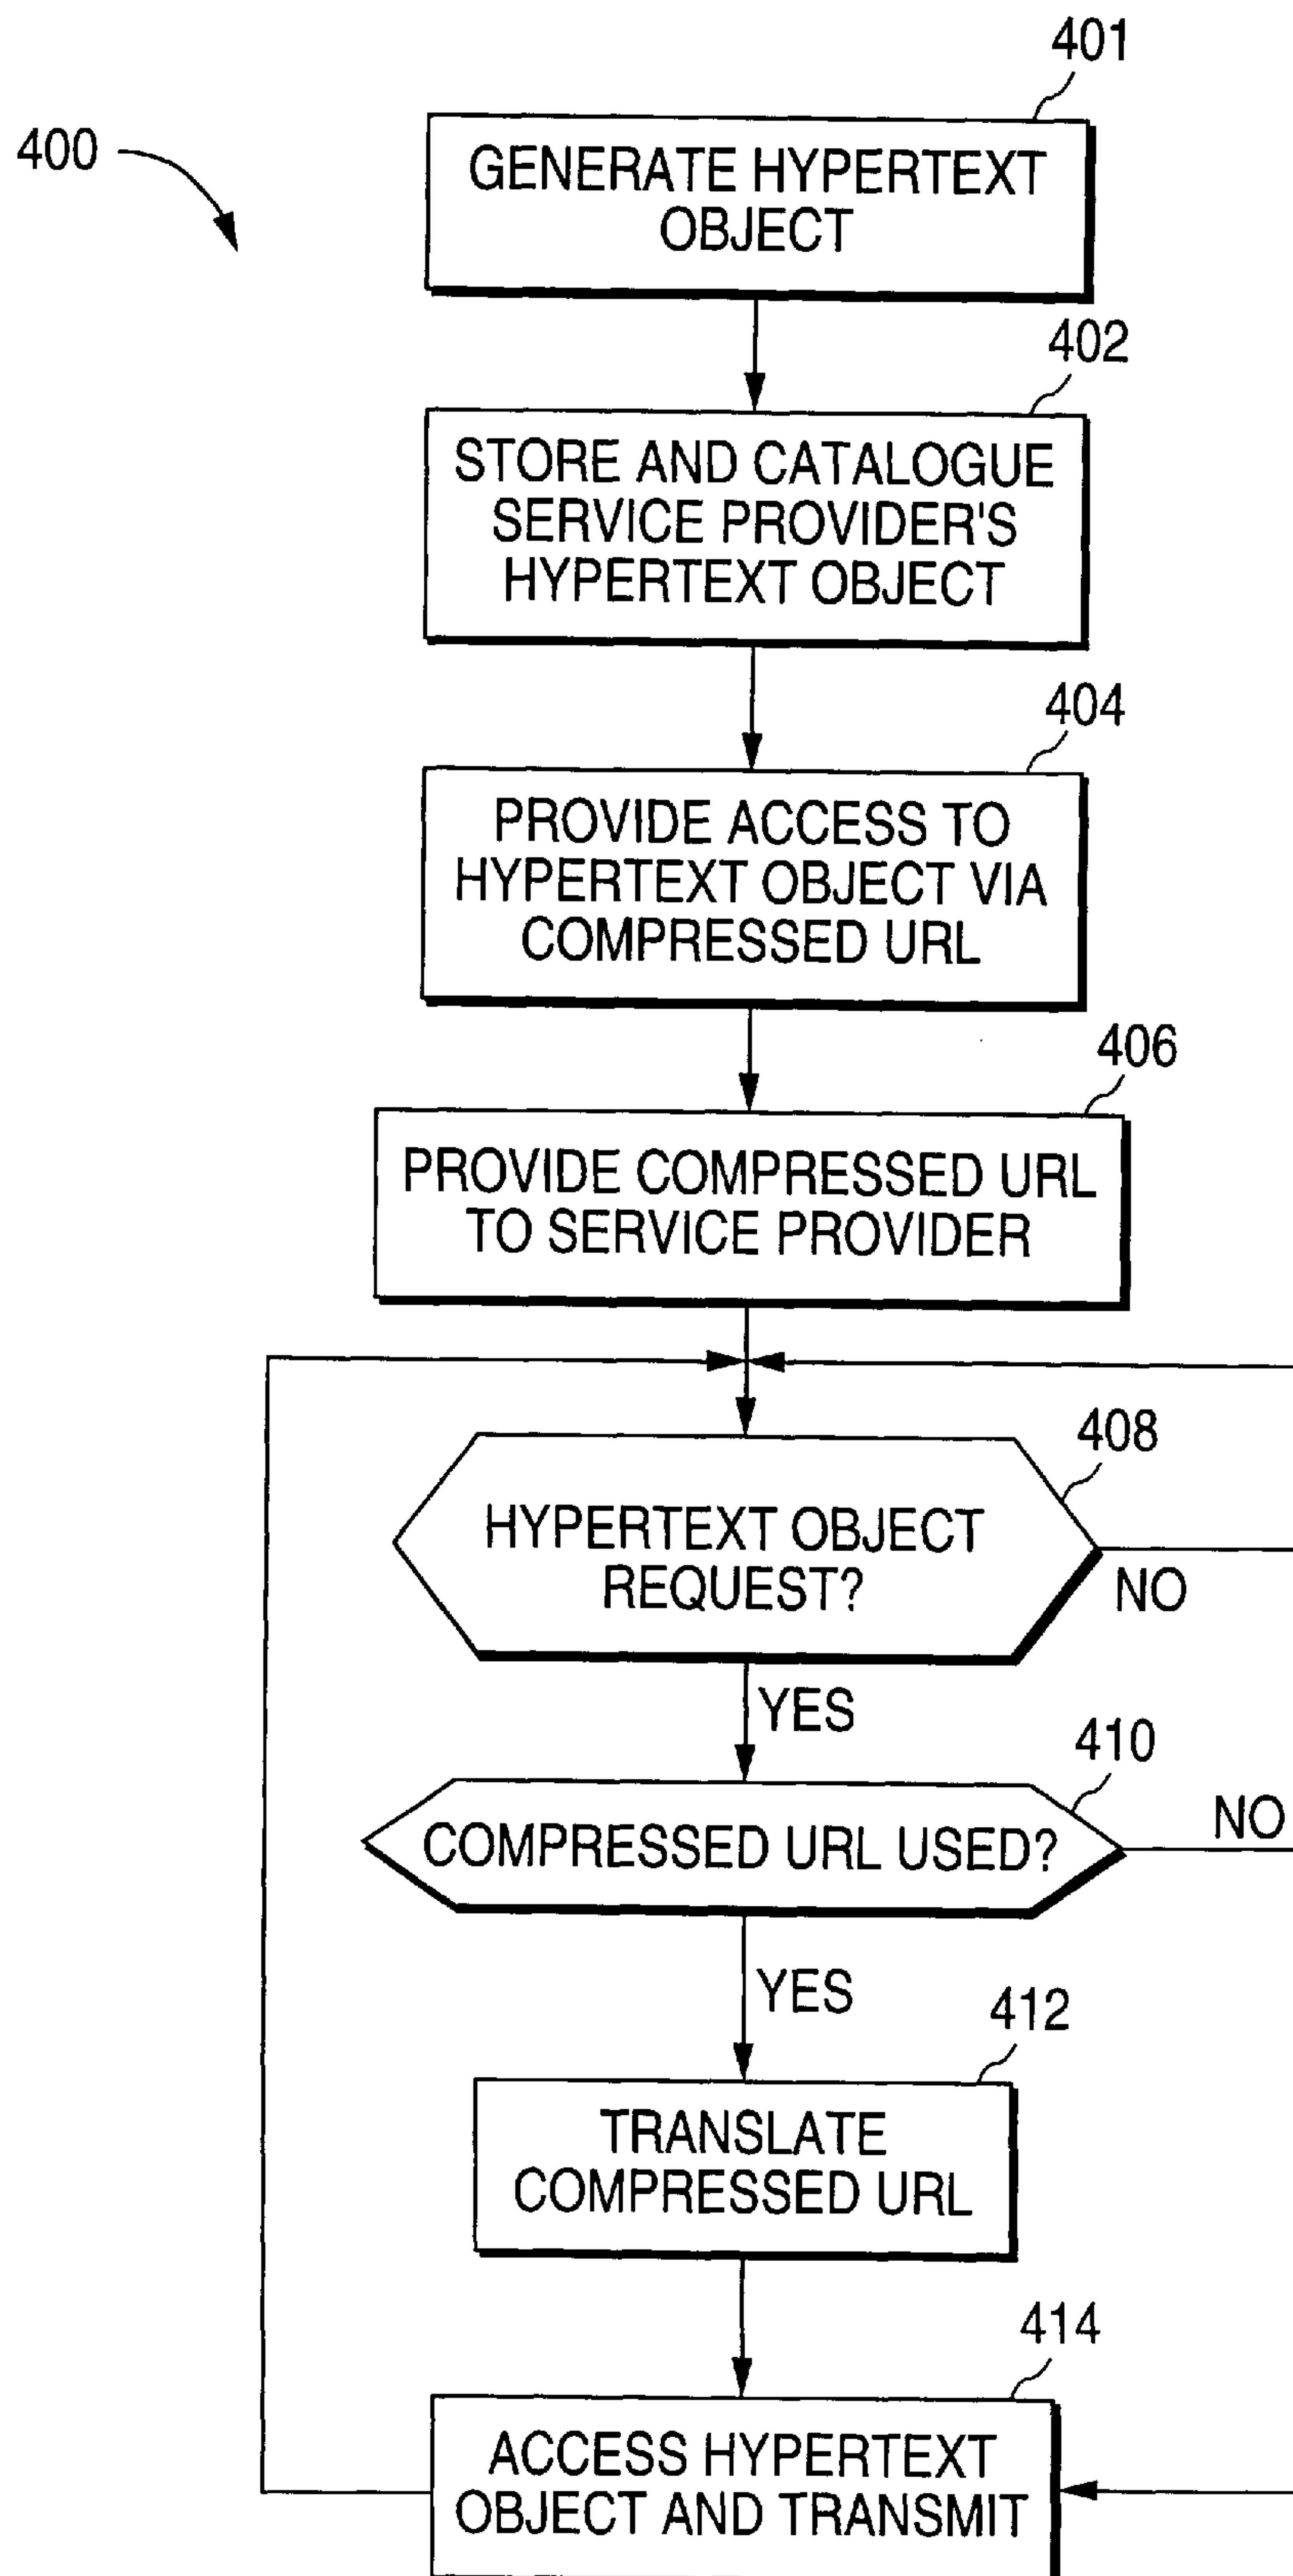 401
400
GENERATE HYPERTEXT
OBJECT
402
STORE AND CATALOGUE
SERVICE PROVIDER'S
HYPERTEXT OBJECT
404
PROVIDE ACCESS TO
HYPERTEXT OBJECT VIA
COMPRESSED URL
406
PROVIDE COMPRESSED URL
TO SERVICE PROVIDER
408
HYPERTEXT OBJECT
REQUEST?
NO
YES
410
NO
COMPRESSED URL USED?
YES
412
TRANSLATE
COMPRESSED URL
414
ACCESS HYPERTEXT
OBJECT AND TRANSMIT